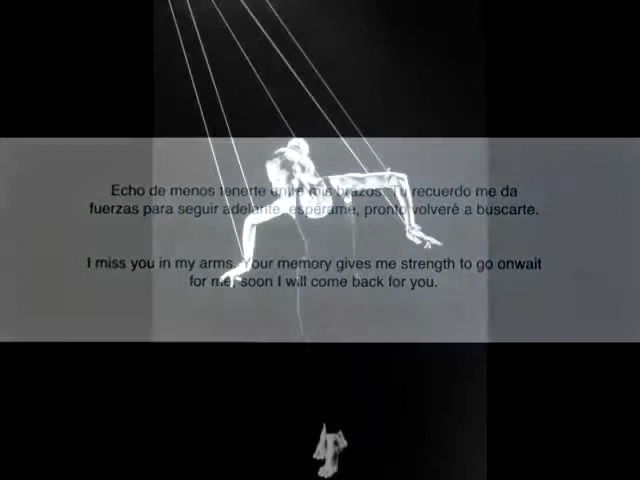 Echo de menos tenerte entre mis brazos. Tu recuerdo me da
fuerzas para seguir adelante, espérame, pronto volveré a buscarte.
I miss you in my arms. Your memory gives me strength to go onwait
for me, soon I will come back for you.